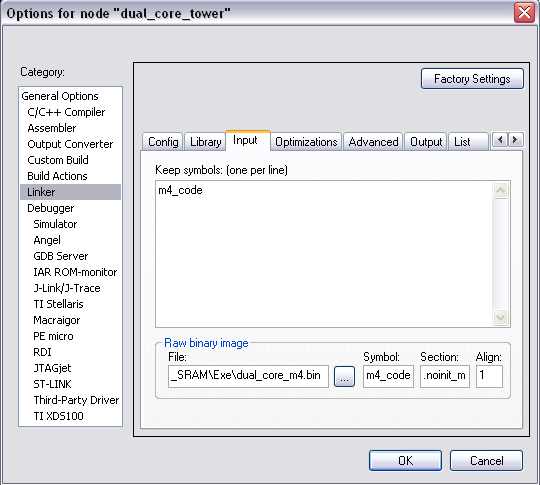 Options for node "dual_core_tower"
Category:
General Options
C/C++ Compiler
Assembler
Output Converter
Custom Build
Build Actions
Linker
Debugger
Simulator
Angel
GDB Server
IAR ROM-monitor
J-Link/J-Trace
TI Stellaris
Macraigor
PE micro
RDI
JTAGjet
ST-LINK
Third-Party Driver
TI XDS100
Factory Settings
Config Library Input Optimizations Advanced Output List
Keep symbols: (one per line)
m4_code
Raw binary image
File: Symbol: Section: Align:
_SRAM\Exe\dual_core_m4.bin ... m4_code .noinit_m 1
OK Cancel